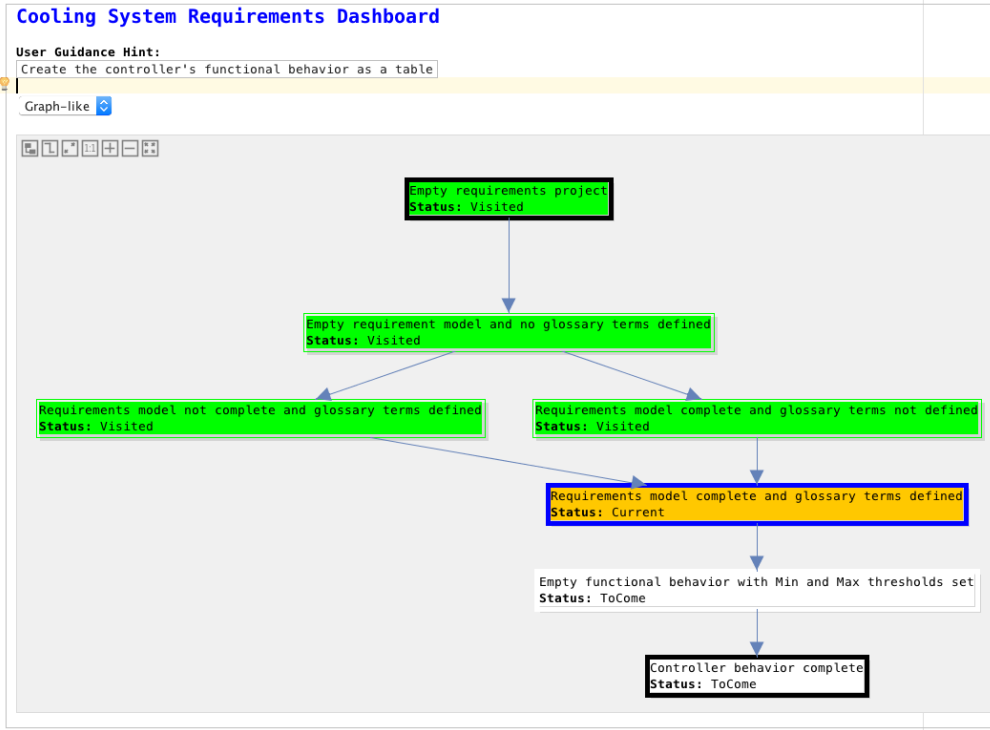 Cooling System Requirements Dashboard
User Guidance Hint:
Create the controller's functional behavior as a table
Graph-like
1:1
Empty requirements project
Status: Visited
Empty requirement model and no glossary terms defined
Status: Visited
Requirements model not complete and glossary terms defined
Status: Visited
Requirements model complete and glossary terms not defined
Status: Visited
Requirements model complete and glossary terms defined
Status: Current
Empty functional behavior with Min and Max thresholds set
Status: ToCome
Controller behavior complete
Status: ToCome